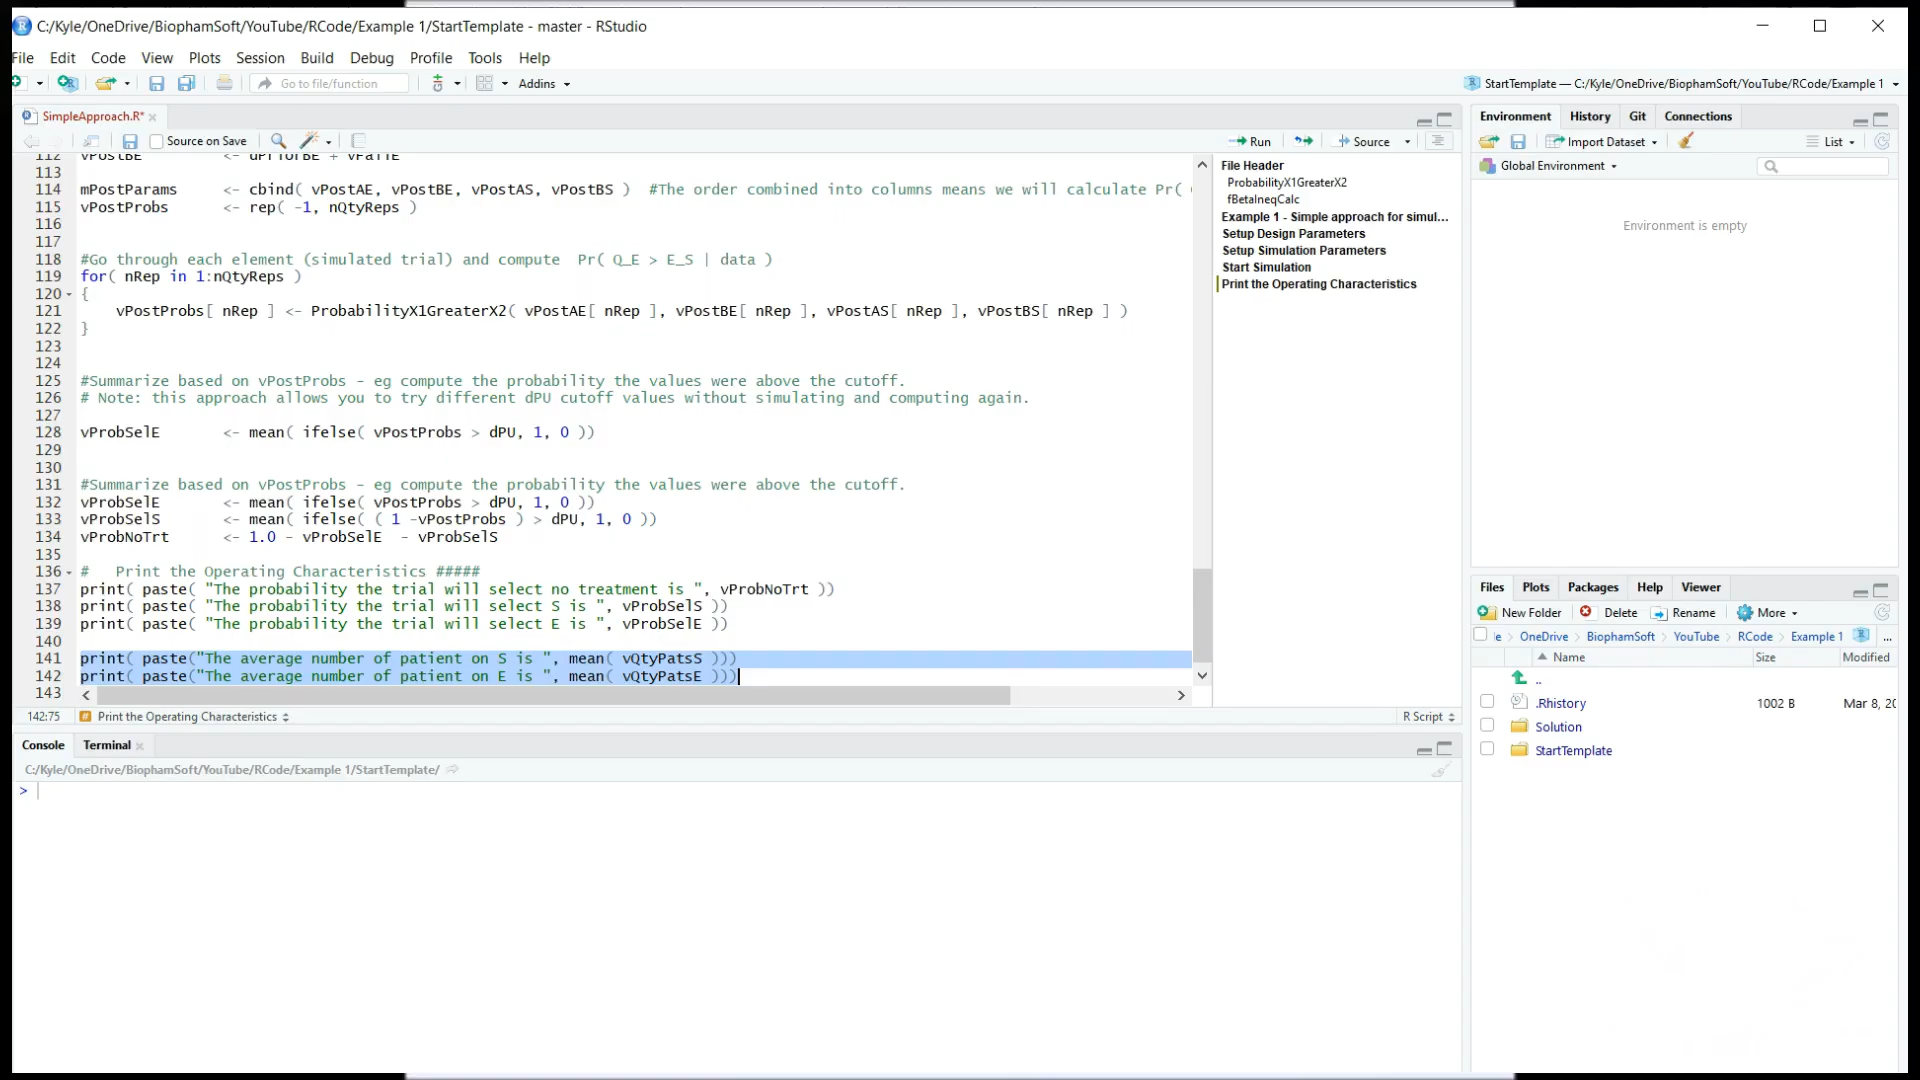 C:/Kyle/OneDrive/BiophamSoft/YouTube/RCode/Example 1/StartTemplate - master - RStudio
File Edit Code View Plots Session Build Debug Profile Tools Help
Go to file/function Addins StartTemplate — C:/Kyle/OneDrive/BiophamSoft/YouTube/RCode/Example 1
SimpleApproach.R*
Source on Save Run Source
112 vPostBE <- dPriorBE + vFailE
113
114 mPostParams <- cbind( vPostAE, vPostBE, vPostAS, vPostBS ) #The order combined into columns means we will calculate Pr(
115 vPostProbs <- rep( -1, nQtyReps )
116
117
118 #Go through each element (simulated trial) and compute Pr( Q_E > E_S | data )
119 for( nRep in 1:nQtyReps )
120 {
121 vPostProbs[ nRep ] <- ProbabilityX1GreaterX2( vPostAE[ nRep ], vPostBE[ nRep ], vPostAS[ nRep ], vPostBS[ nRep ] )
122 }
123
124
125 #Summarize based on vPostProbs - eg compute the probability the values were above the cutoff.
126 # Note: this approach allows you to try different dPU cutoff values without simulating and computing again.
127
128 vProbSelE <- mean( ifelse( vPostProbs > dPU, 1, 0 ))
129
130
131 #Summarize based on vPostProbs - eg compute the probability the values were above the cutoff.
132 vProbSelE <- mean( ifelse( vPostProbs > dPU, 1, 0 ))
133 vProbSelS <- mean( ifelse( ( 1 -vPostProbs ) > dPU, 1, 0 ))
134 vProbNoTrt <- 1.0 - vProbSelE - vProbSelS
135
136 # Print the Operating Characteristics #####
137 print( paste( "The probability the trial will select no treatment is ", vProbNoTrt ))
138 print( paste( "The probability the trial will select S is ", vProbSelS ))
139 print( paste( "The probability the trial will select E is ", vProbSelE ))
140
141 print( paste("The average number of patient on S is ", mean( vQtyPatsS )))
142 print( paste("The average number of patient on E is ", mean( vQtyPatsE )))
143
142:75 # Print the Operating Characteristics R Script
File Header
ProbabilityX1GreaterX2
fBetaIneqCalc
Example 1 - Simple approach for simul...
Setup Design Parameters
Setup Simulation Parameters
Start Simulation
Print the Operating Characteristics
Console Terminal
C:/Kyle/OneDrive/BiophamSoft/YouTube/RCode/Example 1/StartTemplate/
>
Environment History Git Connections
Import Dataset List
Global Environment
Environment is empty
Files Plots Packages Help Viewer
New Folder Delete Rename More
le > OneDrive > BiophamSoft > YouTube > RCode > Example 1 ...
Name Size Modified
..
.Rhistory 1002 B Mar 8, 20
Solution
StartTemplate